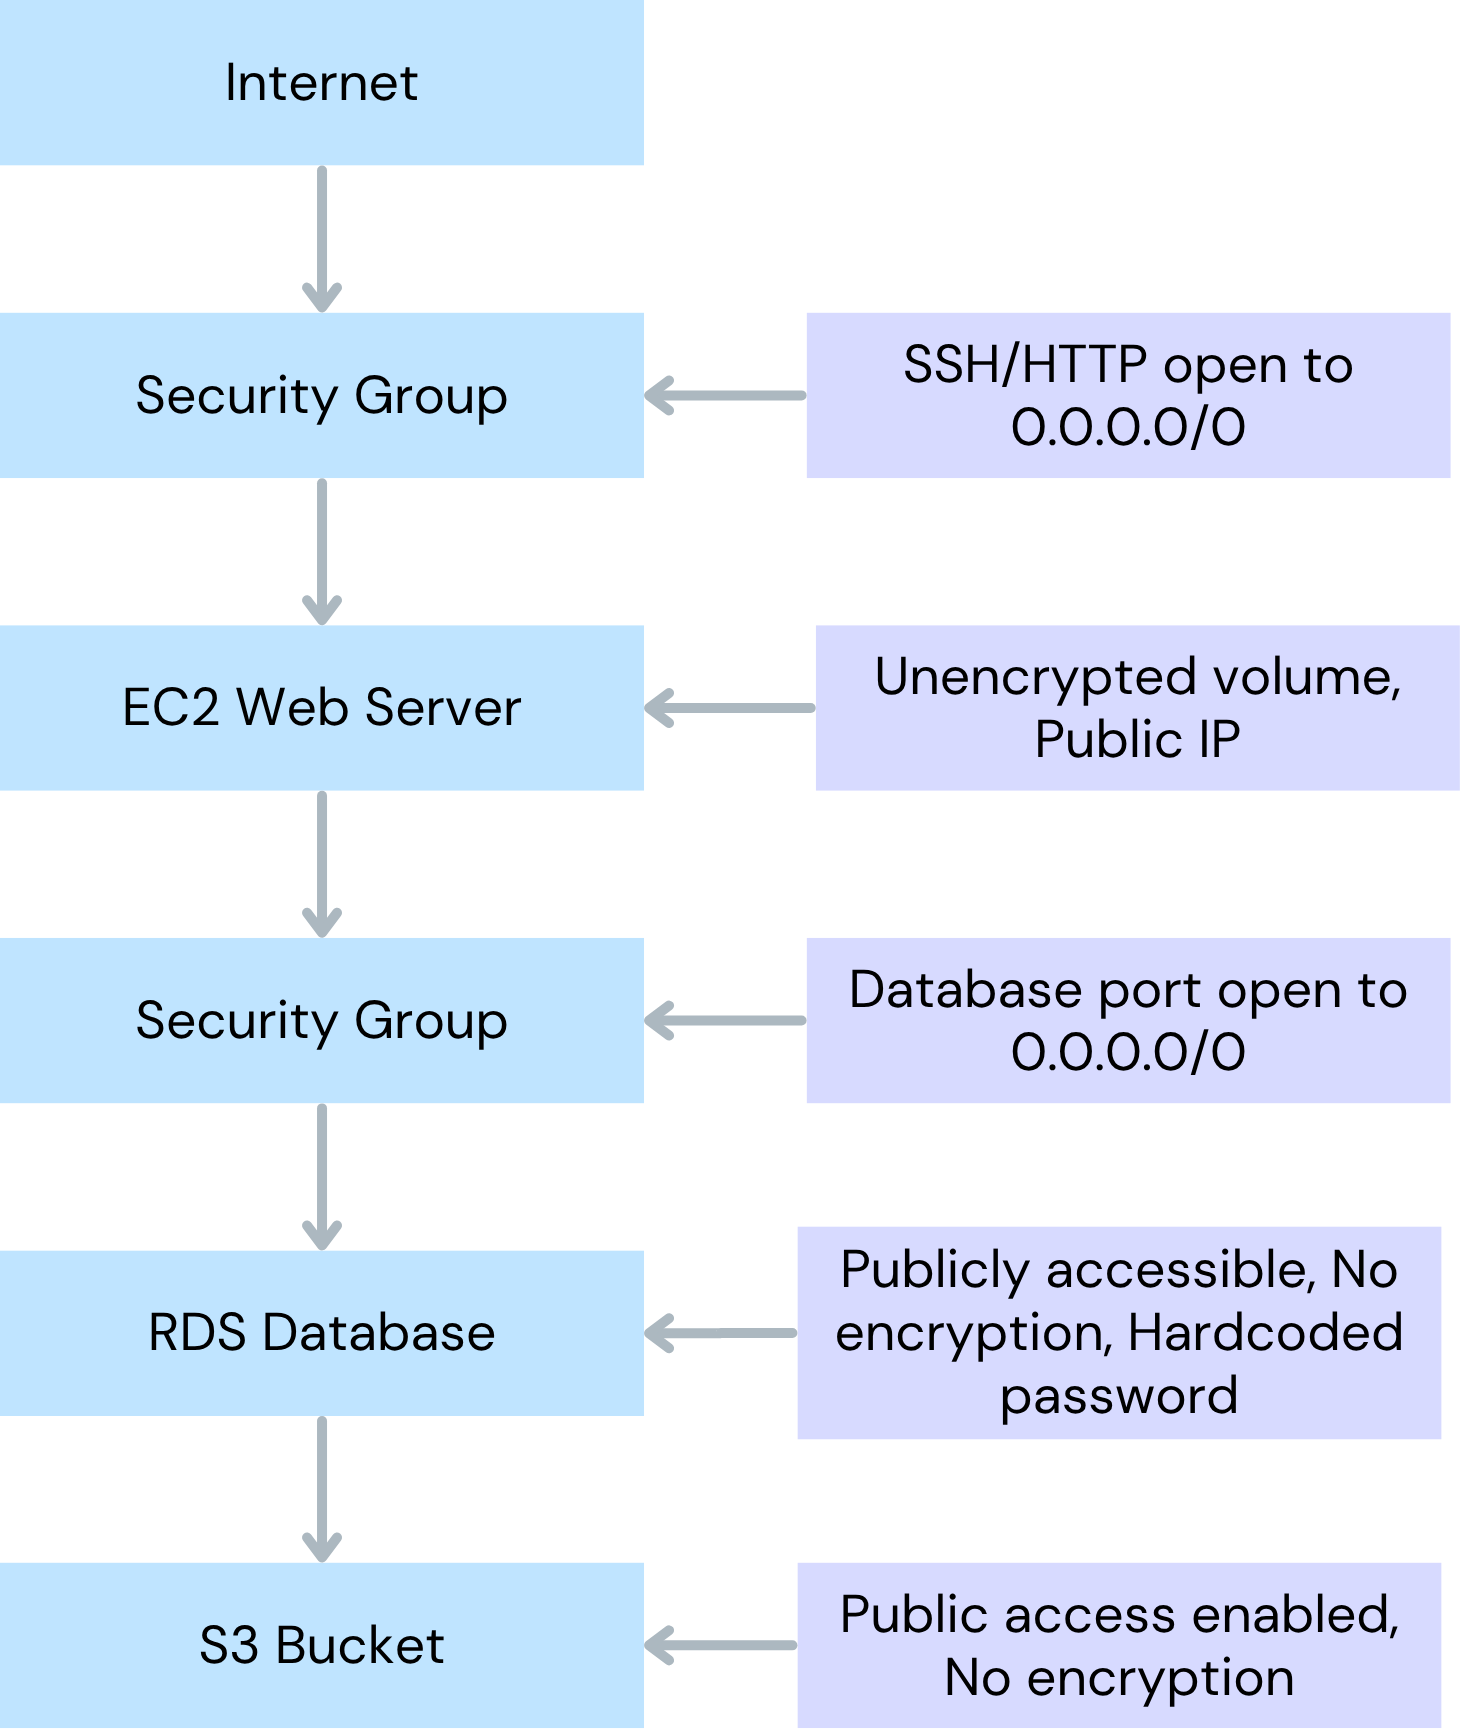 Internet
Security Group
SSH/HTTP open to
0.0.0.0/0
EC2 Web Server
Unencrypted volume,
Public IP
Security Group
Database port open to
0.0.0.0/0
RDS Database
Publicly accessible, No
encryption, Hardcoded
password
S3 Bucket
Public access enabled,
No encryption